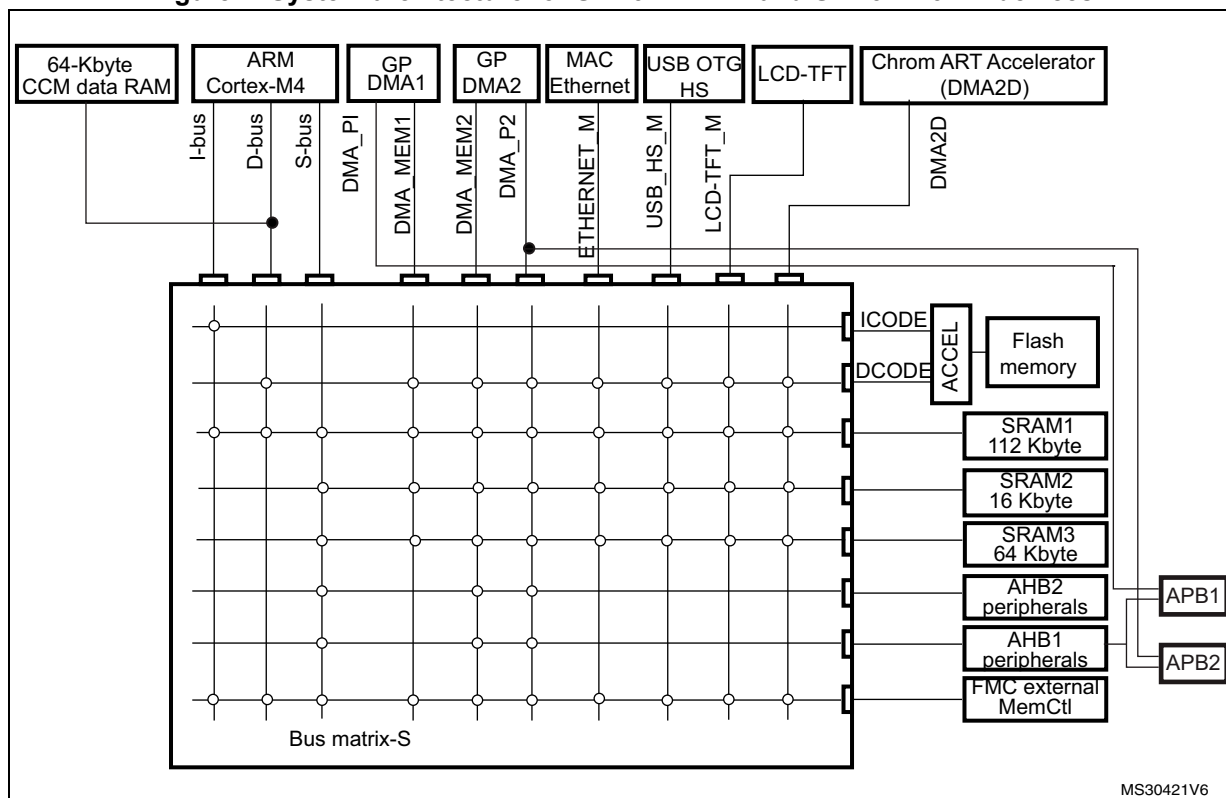 64-Kbyte
CCM data RAM
ARM
Cortex-M4
GP
DMA1
GP
DMA2
MAC
Ethernet
USB OTG
HS
LCD-TFT
Chrom ART Accelerator
(DMA2D)
I-bus
D-bus
S-bus
DMA_PI
DMA_MEM1
DMA_MEM2
DMA_P2
ETHERNET_M
USB_HS_M
LCD-TFT_M
DMA2D
ICODE
DCODE
ACCEL
Flash
memory
SRAM1
112 Kbyte
SRAM2
16 Kbyte
SRAM3
64 Kbyte
AHB2
peripherals
AHB1
peripherals
FMC external
MemCtl
APB1
APB2
Bus matrix-S
MS30421V6